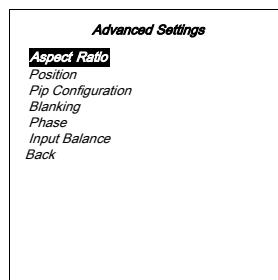 Advanced Settings
Aspect Ratio
Position
Pip Configuration
Blanking
Phase
Input Balance
Back